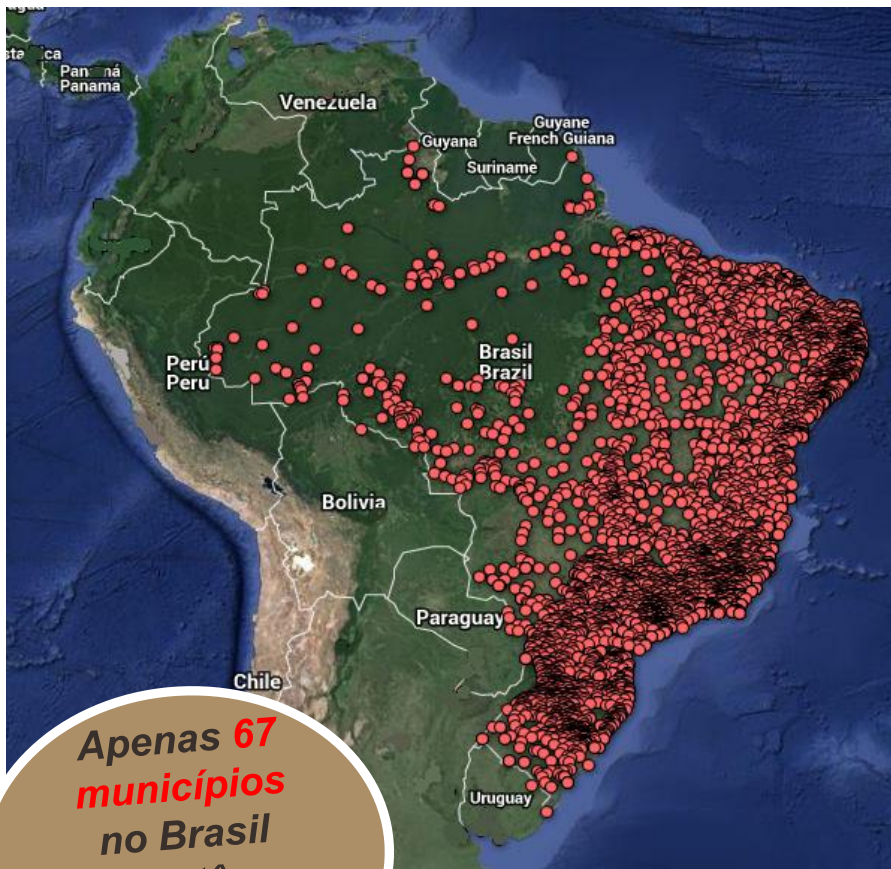 Panamá
Panama
Venezuela
Guyana
Guyane
French Guiana
Suriname
Perú
Peru
Brasil
Brazil
Bolivia
Paraguay
Chile
Uruguay
Apenas 67
municípios
no Brasil